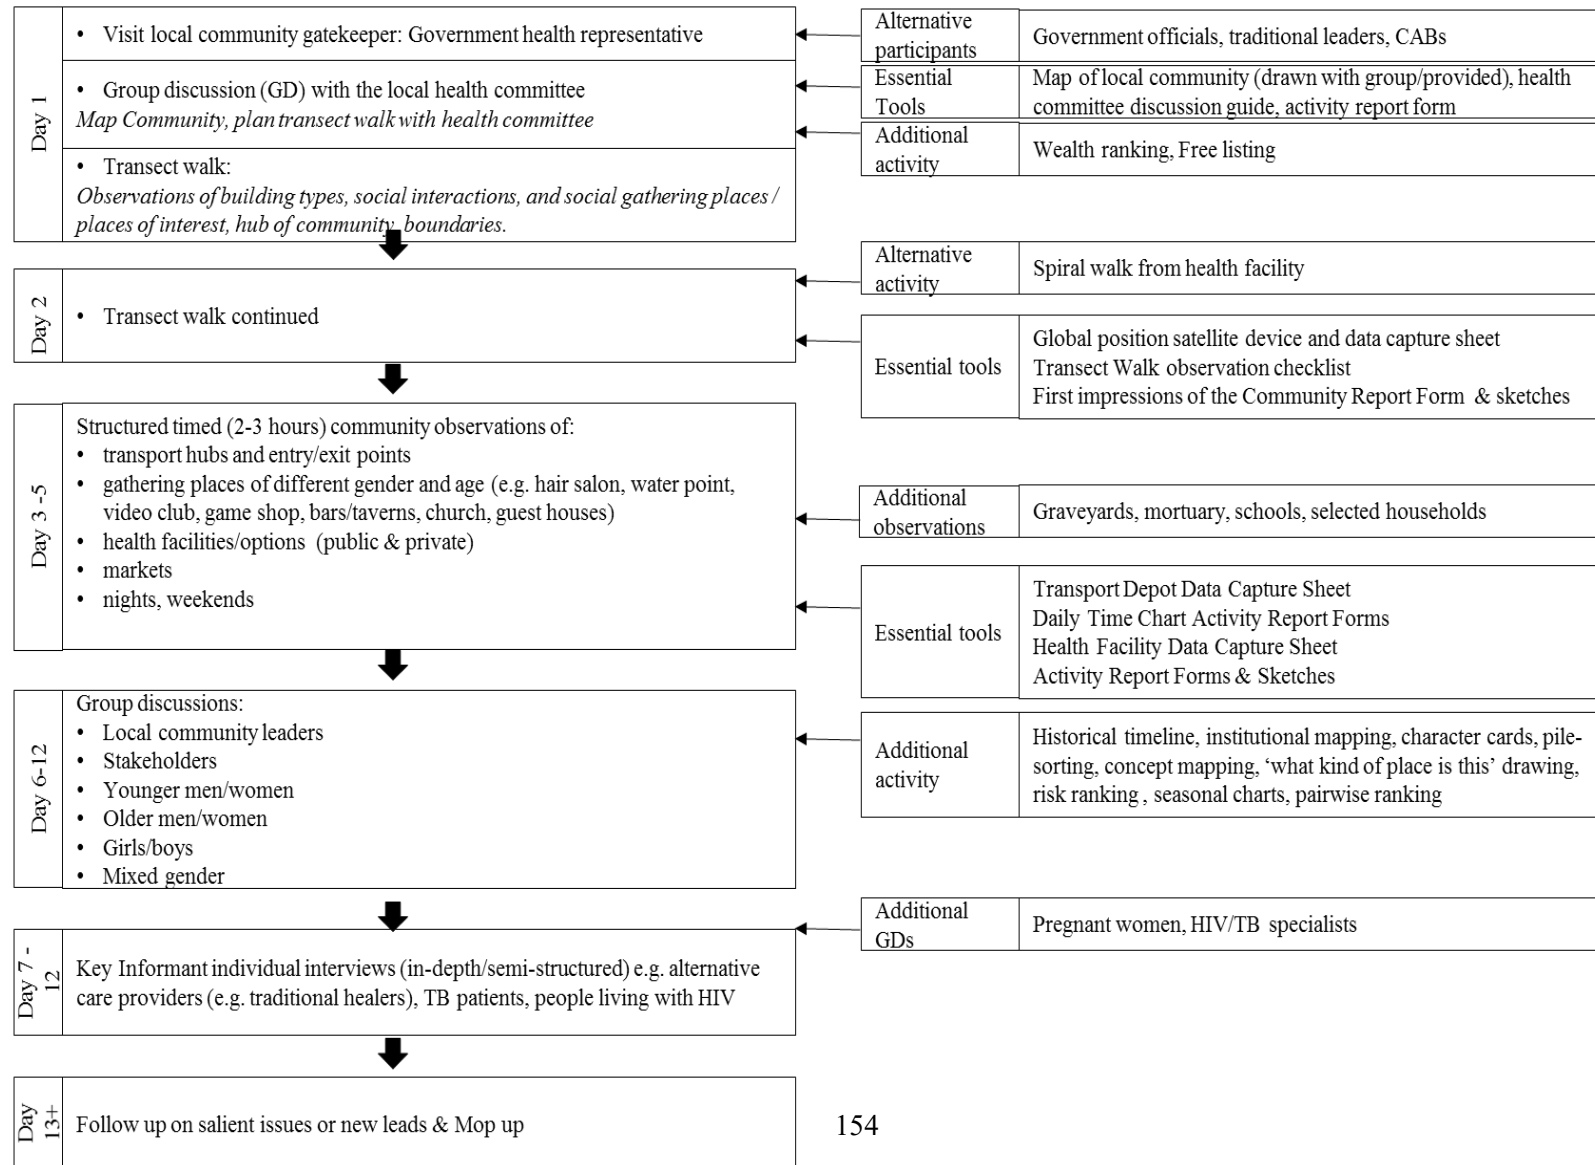 Day 1
• Visit local community gatekeeper: Government health representative
• Group discussion (GD) with the local health committee
Map Community, plan transect walk with health committee
• Transect walk:
Observations of building types, social interactions, and social gathering places /
places of interest, hub of community, boundaries.
Alternative
participants
Government officials, traditional leaders, CABs
Essential
Tools
Map of local community (drawn with group/provided), health
committee discussion guide, activity report form
Additional
activity
Wealth ranking, Free listing
Day 2
• Transect walk continued
Alternative
activity
Spiral walk from health facility
Essential tools
Global position satellite device and data capture sheet
Transect Walk observation checklist
First impressions of the Community Report Form & sketches
Day 3 -5
Structured timed (2-3 hours) community observations of:
• transport hubs and entry/exit points
• gathering places of different gender and age (e.g. hair salon, water point,
video club, game shop, bars/taverns, church, guest houses)
• health facilities/options (public & private)
• markets
• nights, weekends
Additional
observations
Graveyards, mortuary, schools, selected households
Essential tools
Transport Depot Data Capture Sheet
Daily Time Chart Activity Report Forms
Health Facility Data Capture Sheet
Activity Report Forms & Sketches
Day 6-12
Group discussions:
• Local community leaders
• Stakeholders
• Younger men/women
• Older men/women
• Girls/boys
• Mixed gender
Additional
activity
Historical timeline, institutional mapping, character cards, pile-
sorting, concept mapping, ‘what kind of place is this’ drawing,
risk ranking , seasonal charts, pairwise ranking
Additional
GDs
Pregnant women, HIV/TB specialists
Day 7 -
12
Key Informant individual interviews (in-depth/semi-structured) e.g. alternative
care providers (e.g. traditional healers), TB patients, people living with HIV
Day
13+
Follow up on salient issues or new leads & Mop up
154